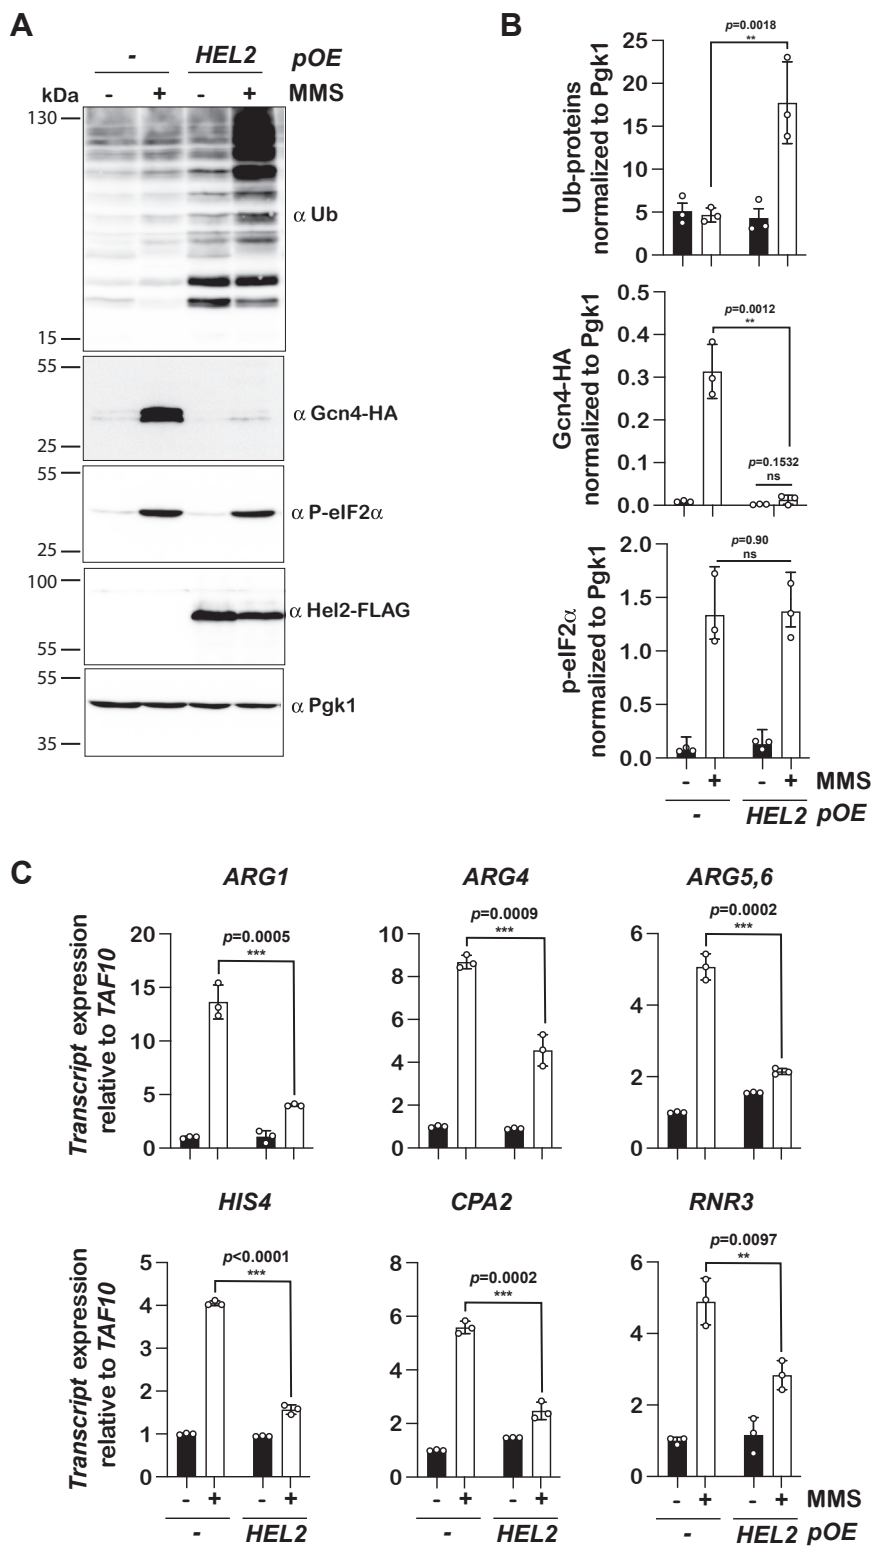 A
- HEL2 pOE
kDa - + - + MMS
130
α Ub
15
55
α Gcn4-HA
25
55
α P-eIF2α
25
100
α Hel2-FLAG
55
55
α Pgk1
35
B
Ub-proteins
normalized to Pgk1
25
20
15
10
5
0
p=0.0018
**
Gcn4-HA
normalized to Pgk1
0.5
0.4
0.3
0.2
0.1
0.0
p=0.0012
**
p=0.1532
ns
p-eIF2α
normalized to Pgk1
2.0
1.5
1.0
0.5
0.0
p=0.90
ns
- + - + MMS
- HEL2 pOE
C
ARG1
Transcript expression
relative to TAF10
20
15
10
5
0
p=0.0005
***
ARG4
10
8
6
4
2
0
p=0.0009
***
ARG5,6
6
4
2
0
p=0.0002
***
HIS4
Transcript expression
relative to TAF10
5
4
3
2
1
0
p<0.0001
***
- + - +
- HEL2
CPA2
8
6
4
2
0
p=0.0002
***
- + - +
- HEL2
RNR3
6
4
2
0
p=0.0097
**
- + - + MMS
- HEL2 pOE